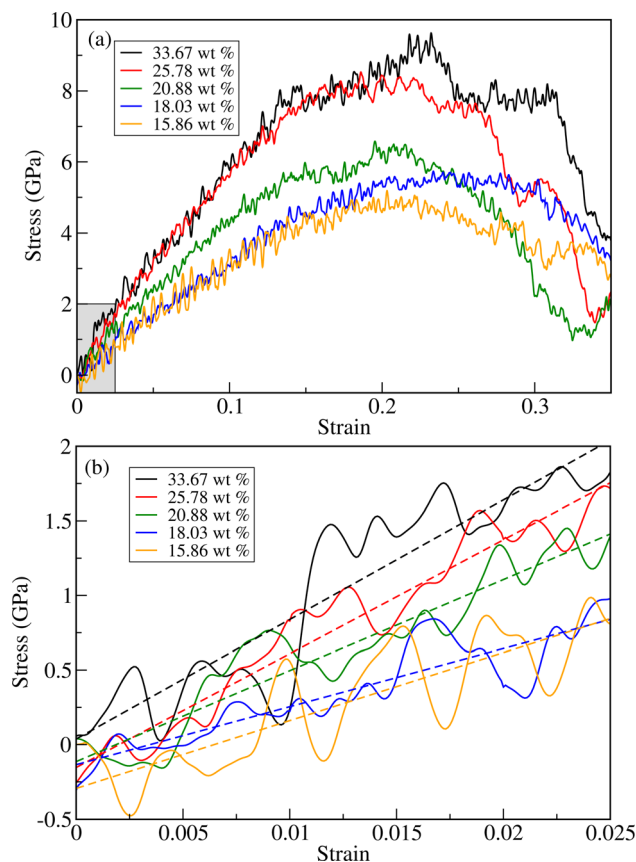 (a)
33.67 wt %
25.78 wt %
20.88 wt %
18.03 wt %
15.86 wt %
10
8
6
4
2
0
Stress (GPa)
0
0.1
0.2
0.3
Strain
(b)
33.67 wt %
25.78 wt %
20.88 wt %
18.03 wt %
15.86 wt %
2
1.5
1
0.5
0
-0.5
Stress (GPa)
0
0.005
0.01
0.015
0.02
0.025
Strain